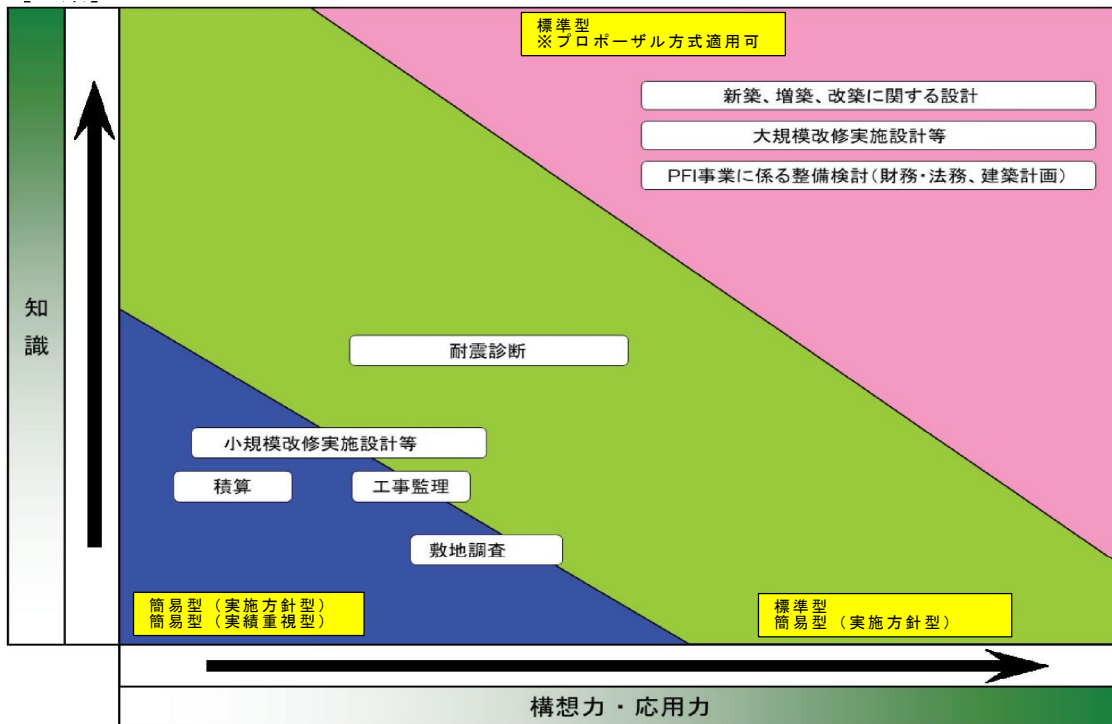 標準型
※プロポーザル方式適用可
新築、増築、改築に関する設計
大規模改修実施設計等
PFI事業に係る整備検討(財務・法務、建築計画)
知識
耐震診断
小規模改修実施設計等
積算
工事監理
敷地調査
簡易型(実施方針型)
簡易型(実績重視型)
標準型
簡易型(実施方針型)
構想力・応用力